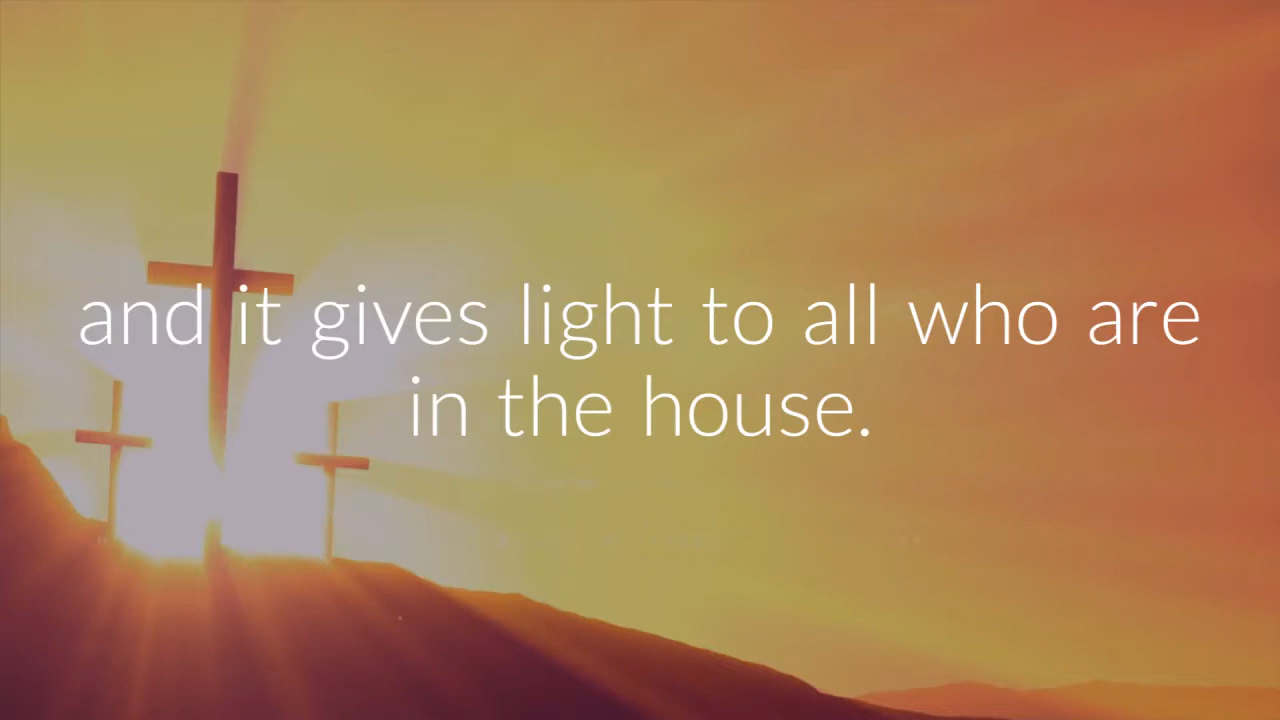 and it gives light to all who are
in the house.